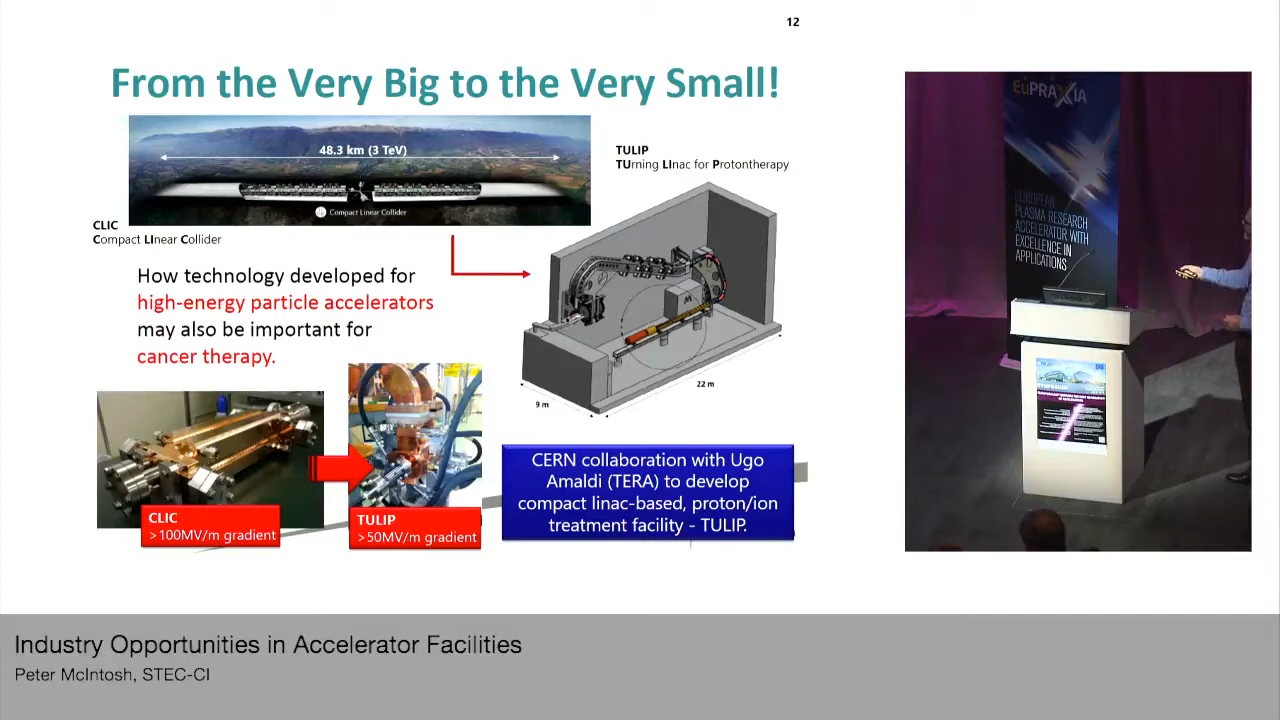 12
From the Very Big to the Very Small!
48.3 km (3 TeV)
Compact Linear Collider
CLIC
Compact LInear Collider
TULIP
TUrning LInac for Protontherapy
How technology developed for
high-energy particle accelerators
may also be important for
cancer therapy.
9 m
22 m
CLIC
>100MV/m gradient
TULIP
>50MV/m gradient
CERN collaboration with Ugo
Amaldi (TERA) to develop
compact linac-based, proton/ion
treatment facility - TULIP.
EuPRAXIA
EUROPEAN
PLASMA RESEARCH
ACCELERATOR WITH
EXCELLENCE IN
APPLICATIONS
SYMPOSIUM
Industry Opportunities in Accelerator Facilities
Peter McIntosh, STEC-CI